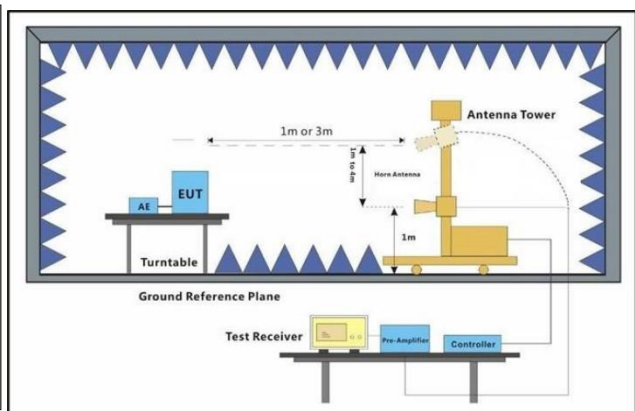 1m or 3m
Antenna Tower
1m to 4m
Horn Antenna
EUT
AE
1m
Turntable
Ground Reference Plane
Test Receiver
Pre-Amplifier
Controller